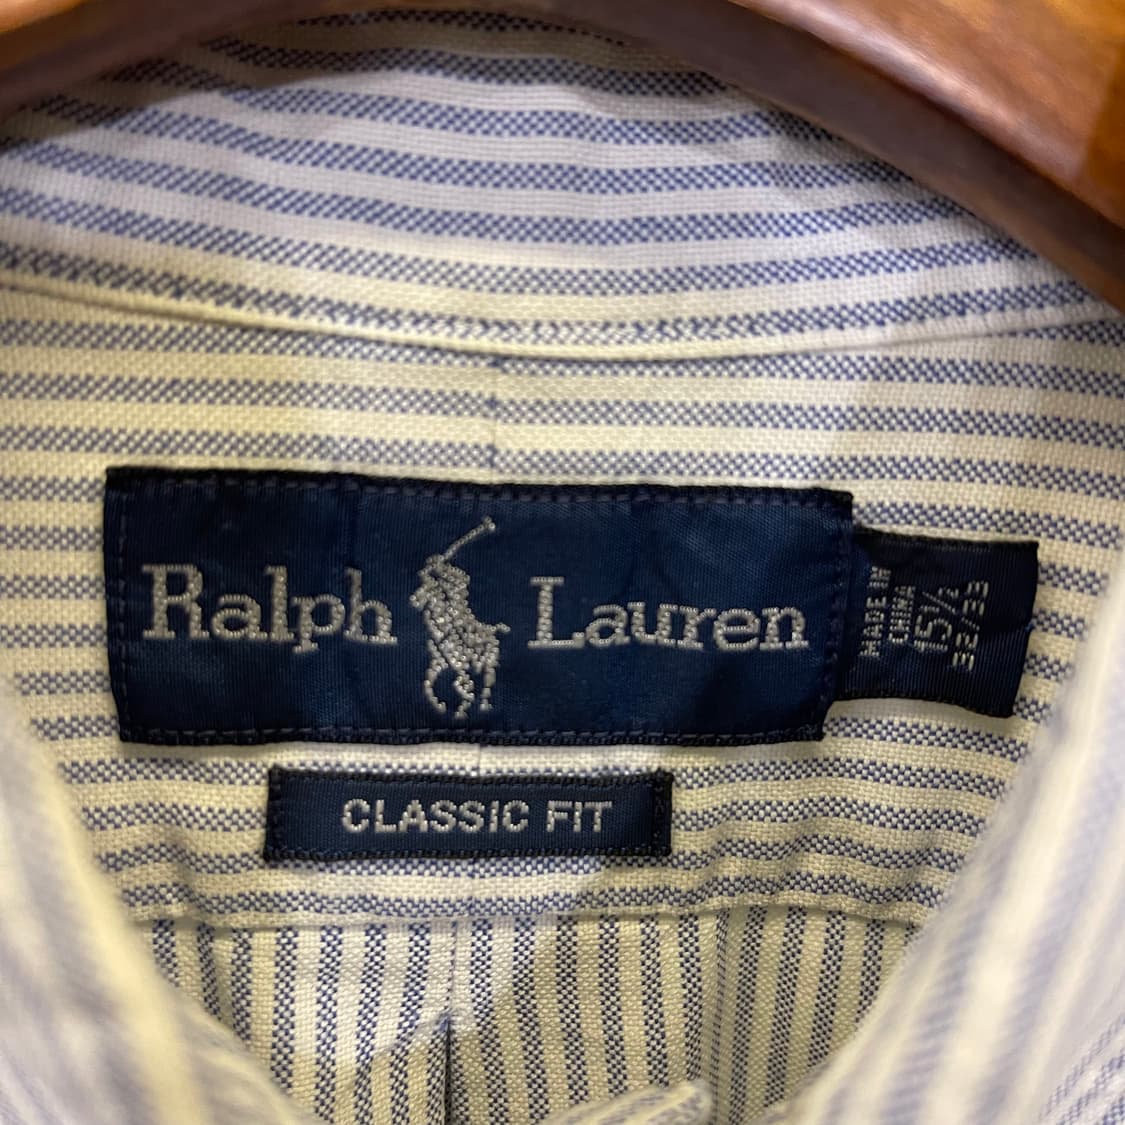 Ralph Lauren
MADE IN
CHINA
15½
32/33
CLASSIC FIT